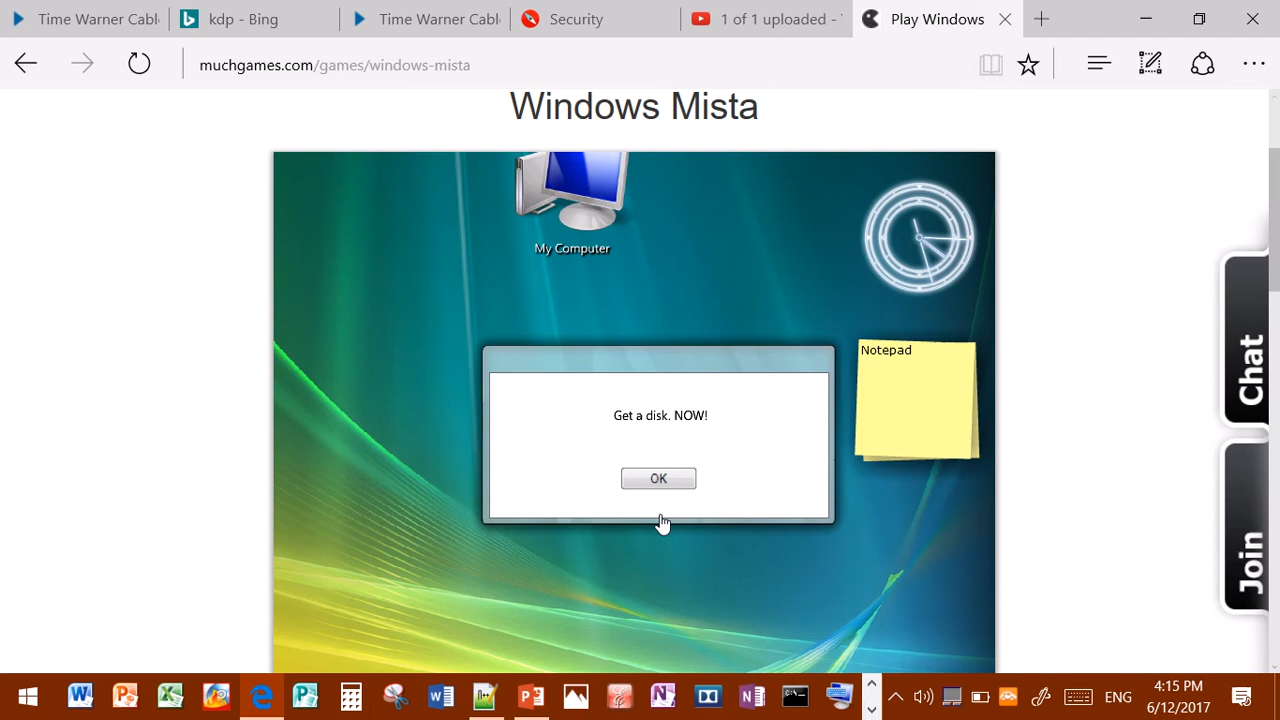 Time Warner Cabl
kdp - Bing
Time Warner Cabl
Security
1 of 1 uploaded -
Play Windows
muchgames.com/games/windows-mista
Windows Mista
My Computer
Notepad
Get a disk. NOW!
OK
Chat
Join
ENG
4:15 PM
6/12/2017